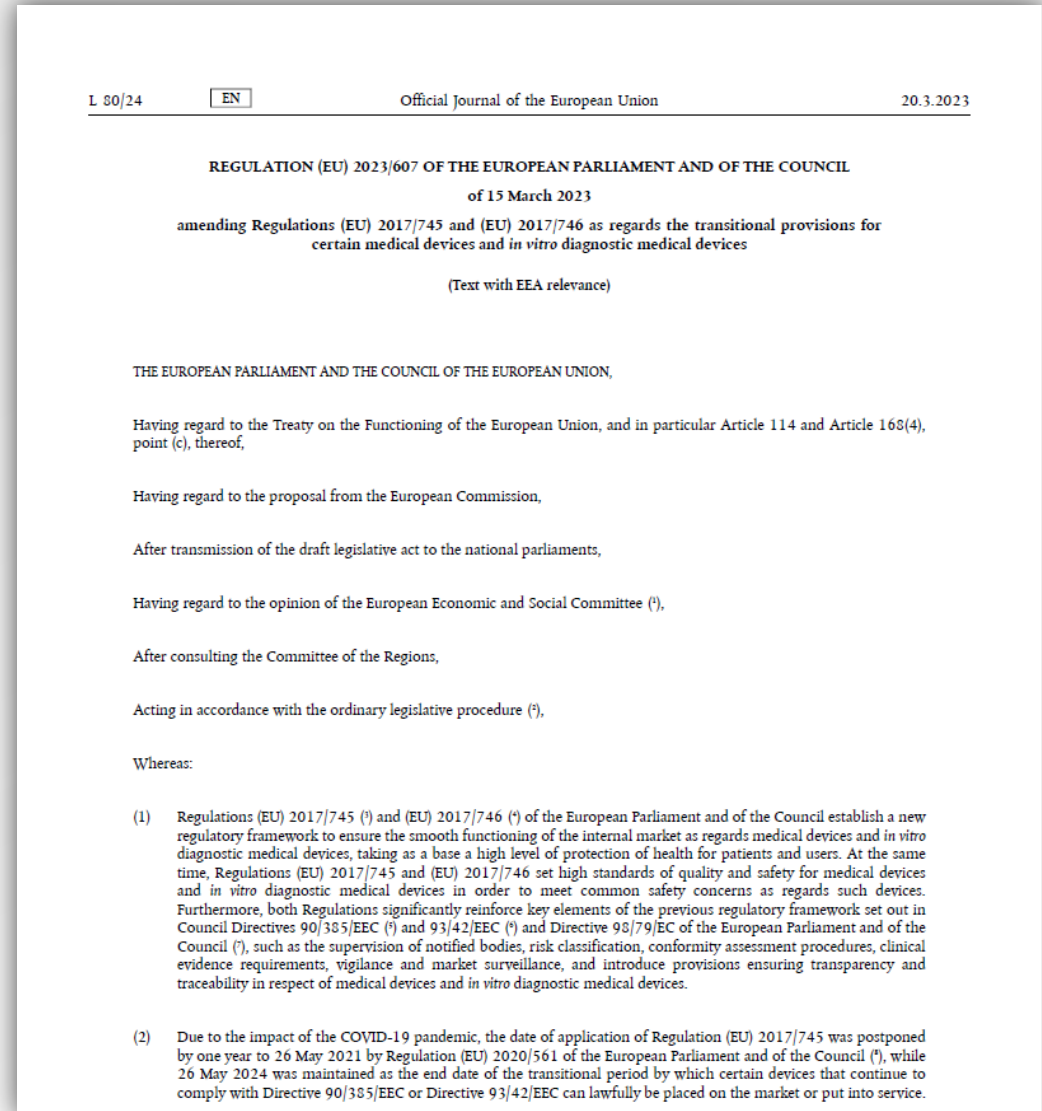 L 80/24 EN Official Journal of the European Union 20.3.2023
REGULATION (EU) 2023/607 OF THE EUROPEAN PARLIAMENT AND OF THE COUNCIL
of 15 March 2023
amending Regulations (EU) 2017/745 and (EU) 2017/746 as regards the transitional provisions for
certain medical devices and in vitro diagnostic medical devices
(Text with EEA relevance)
THE EUROPEAN PARLIAMENT AND THE COUNCIL OF THE EUROPEAN UNION,
Having regard to the Treaty on the Functioning of the European Union, and in particular Article 114 and Article 168(4),
point (c), thereof,
Having regard to the proposal from the European Commission,
After transmission of the draft legislative act to the national parliaments,
Having regard to the opinion of the European Economic and Social Committee (¹),
After consulting the Committee of the Regions,
Acting in accordance with the ordinary legislative procedure (²),
Whereas:
(1) Regulations (EU) 2017/745 (³) and (EU) 2017/746 (⁴) of the European Parliament and of the Council establish a new
regulatory framework to ensure the smooth functioning of the internal market as regards medical devices and in vitro
diagnostic medical devices, taking as a base a high level of protection of health for patients and users. At the same
time, Regulations (EU) 2017/745 and (EU) 2017/746 set high standards of quality and safety for medical devices
and in vitro diagnostic medical devices in order to meet common safety concerns as regards such devices.
Furthermore, both Regulations significantly reinforce key elements of the previous regulatory framework set out in
Council Directives 90/385/EEC (⁵) and 93/42/EEC (⁶) and Directive 98/79/EC of the European Parliament and of the
Council (⁷), such as the supervision of notified bodies, risk classification, conformity assessment procedures, clinical
evidence requirements, vigilance and market surveillance, and introduce provisions ensuring transparency and
traceability in respect of medical devices and in vitro diagnostic medical devices.
(2) Due to the impact of the COVID-19 pandemic, the date of application of Regulation (EU) 2017/745 was postponed
by one year to 26 May 2021 by Regulation (EU) 2020/561 of the European Parliament and of the Council (⁸), while
26 May 2024 was maintained as the end date of the transitional period by which certain devices that continue to
comply with Directive 90/385/EEC or Directive 93/42/EEC can lawfully be placed on the market or put into service.